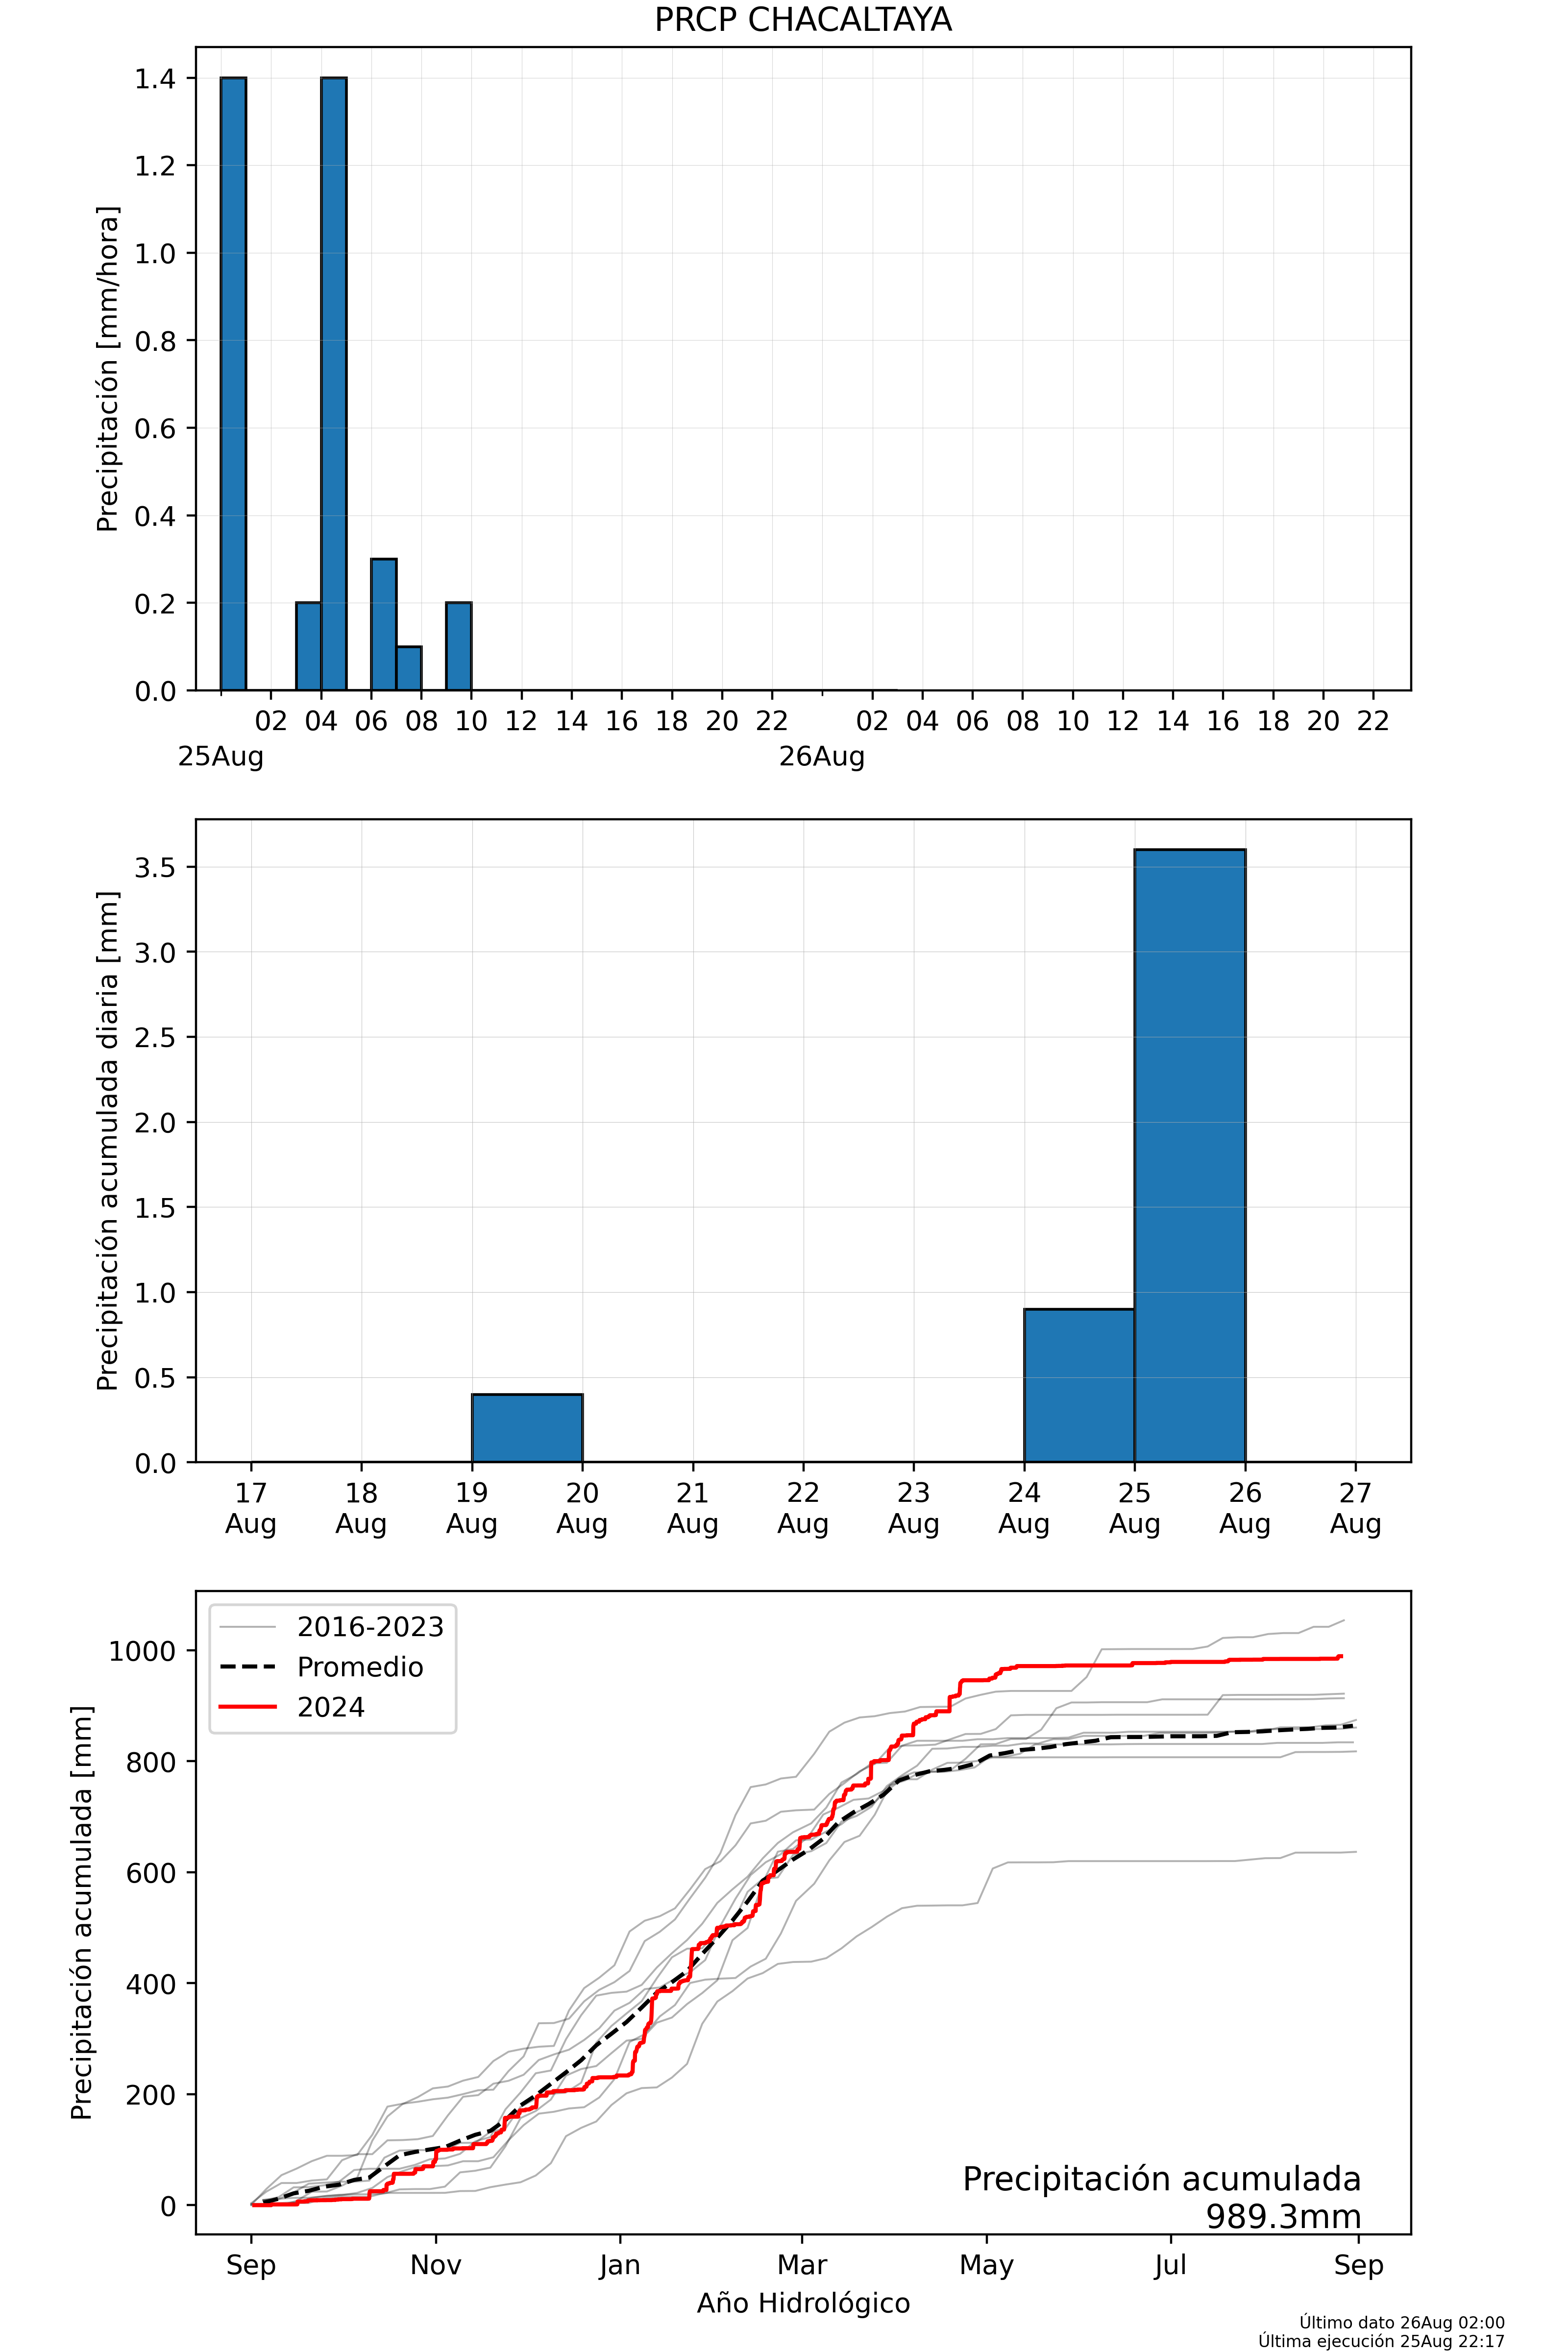 PRCP CHACALTAYA
Precipitación [mm/hora]
1.4
1.2
1.0
0.8
0.6
0.4
0.2
0.0
02 04 06 08 10 12 14 16 18 20 22 02 04 06 08 10 12 14 16 18 20 22
25Aug 26Aug
Precipitación acumulada diaria [mm]
3.5
3.0
2.5
2.0
1.5
1.0
0.5
0.0
17 18 19 20 21 22 23 24 25 26 27
Aug Aug Aug Aug Aug Aug Aug Aug Aug Aug Aug
Precipitación acumulada [mm]
1000
800
600
400
200
0
2016-2023
Promedio
2024
Precipitación acumulada
989.3mm
Sep Nov Jan Mar May Jul Sep
Año Hidrológico
Último dato 26Aug 02:00
Última ejecución 25Aug 22:17